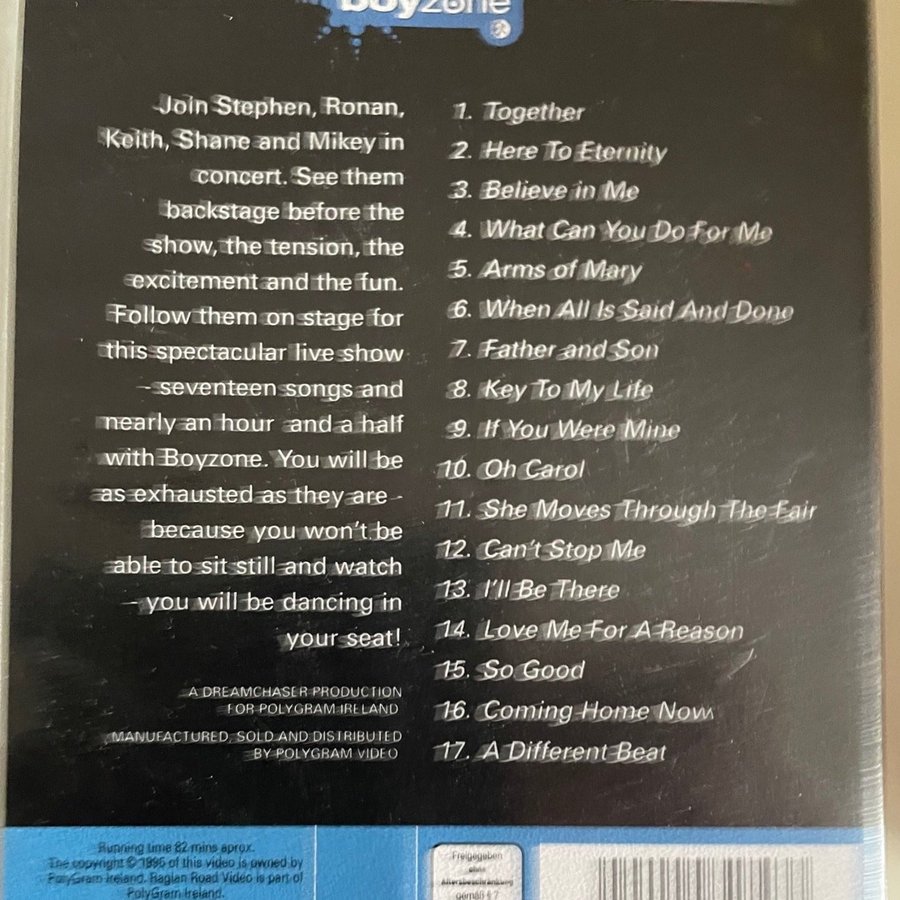 boyzone
Join Stephen, Ronan,
Keith, Shane and Mikey in
concert. See them
backstage before the
show, the tension, the
excitement and the fun.
Follow them on stage for
this spectacular live show
- seventeen songs and
nearly an hour and a half
with Boyzone. You will be
as exhausted as they are -
because you won't be
able to sit still and watch
- you will be dancing in
your seat!
A DREAMCHASER PRODUCTION
FOR POLYGRAM IRELAND
MANUFACTURED, SOLD AND DISTRIBUTED
BY POLYGRAM VIDEO
1. Together
2. Here To Eternity
3. Believe in Me
4. What Can You Do For Me
5. Arms of Mary
6. When All Is Said And Done
7. Father and Son
8. Key To My Life
9. If You Were Mine
10. Oh Carol
11. She Moves Through The Fair
12. Can't Stop Me
13. I'll Be There
14. Love Me For A Reason
15. So Good
16. Coming Home Now
17. A Different Beat
Running time 82 mins aprox.
The copyright © 1996 of this video is owned by
PolyGram Ireland. Raglan Road Video is part of
PolyGram Ireland.
Freigegeben
ohne
Altersbeschränkung
gemäß § 7